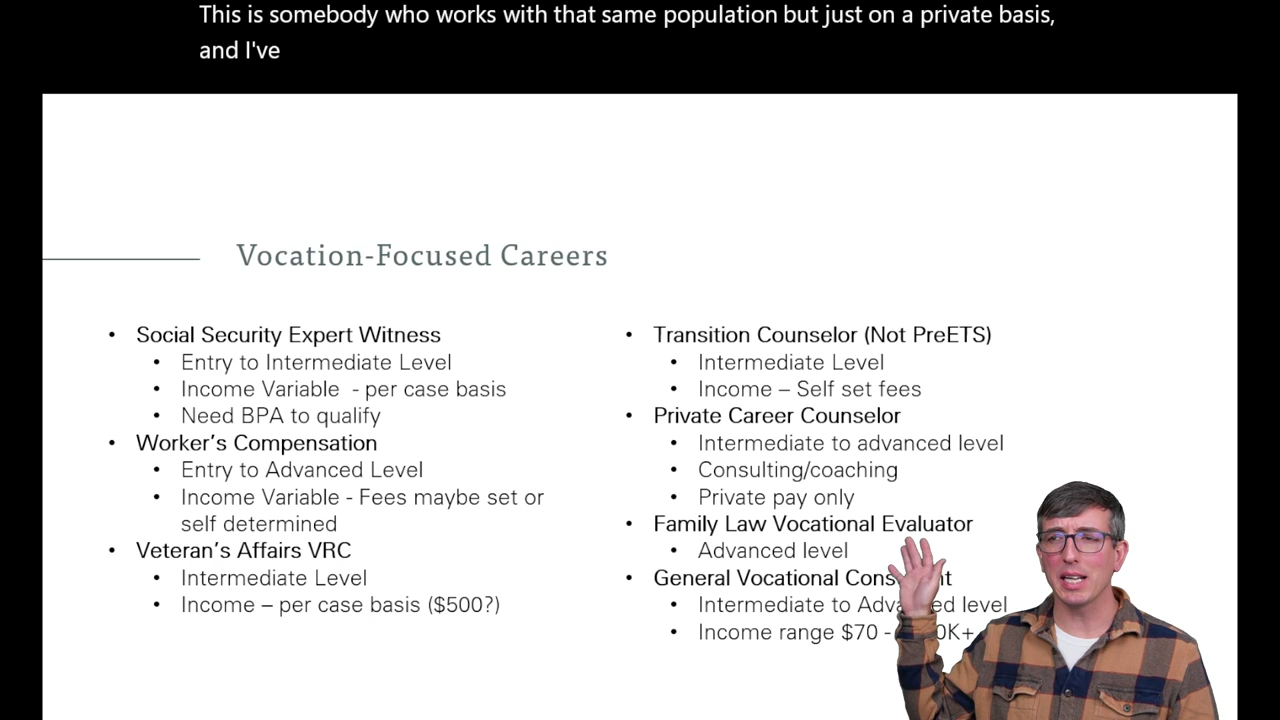 This is somebody who works with that same population but just on a private basis,
and I've
Vocation-Focused Careers
• Social Security Expert Witness
• Entry to Intermediate Level
• Income Variable - per case basis
• Need BPA to qualify
• Worker's Compensation
• Entry to Advanced Level
• Income Variable - Fees maybe set or
self determined
• Veteran's Affairs VRC
• Intermediate Level
• Income – per case basis ($500?)
• Transition Counselor (Not PreETS)
• Intermediate Level
• Income – Self set fees
• Private Career Counselor
• Intermediate to advanced level
• Consulting/coaching
• Private pay only
• Family Law Vocational Evaluator
• Advanced level
• General Vocational
• Intermediate to level
• Income range $70 -